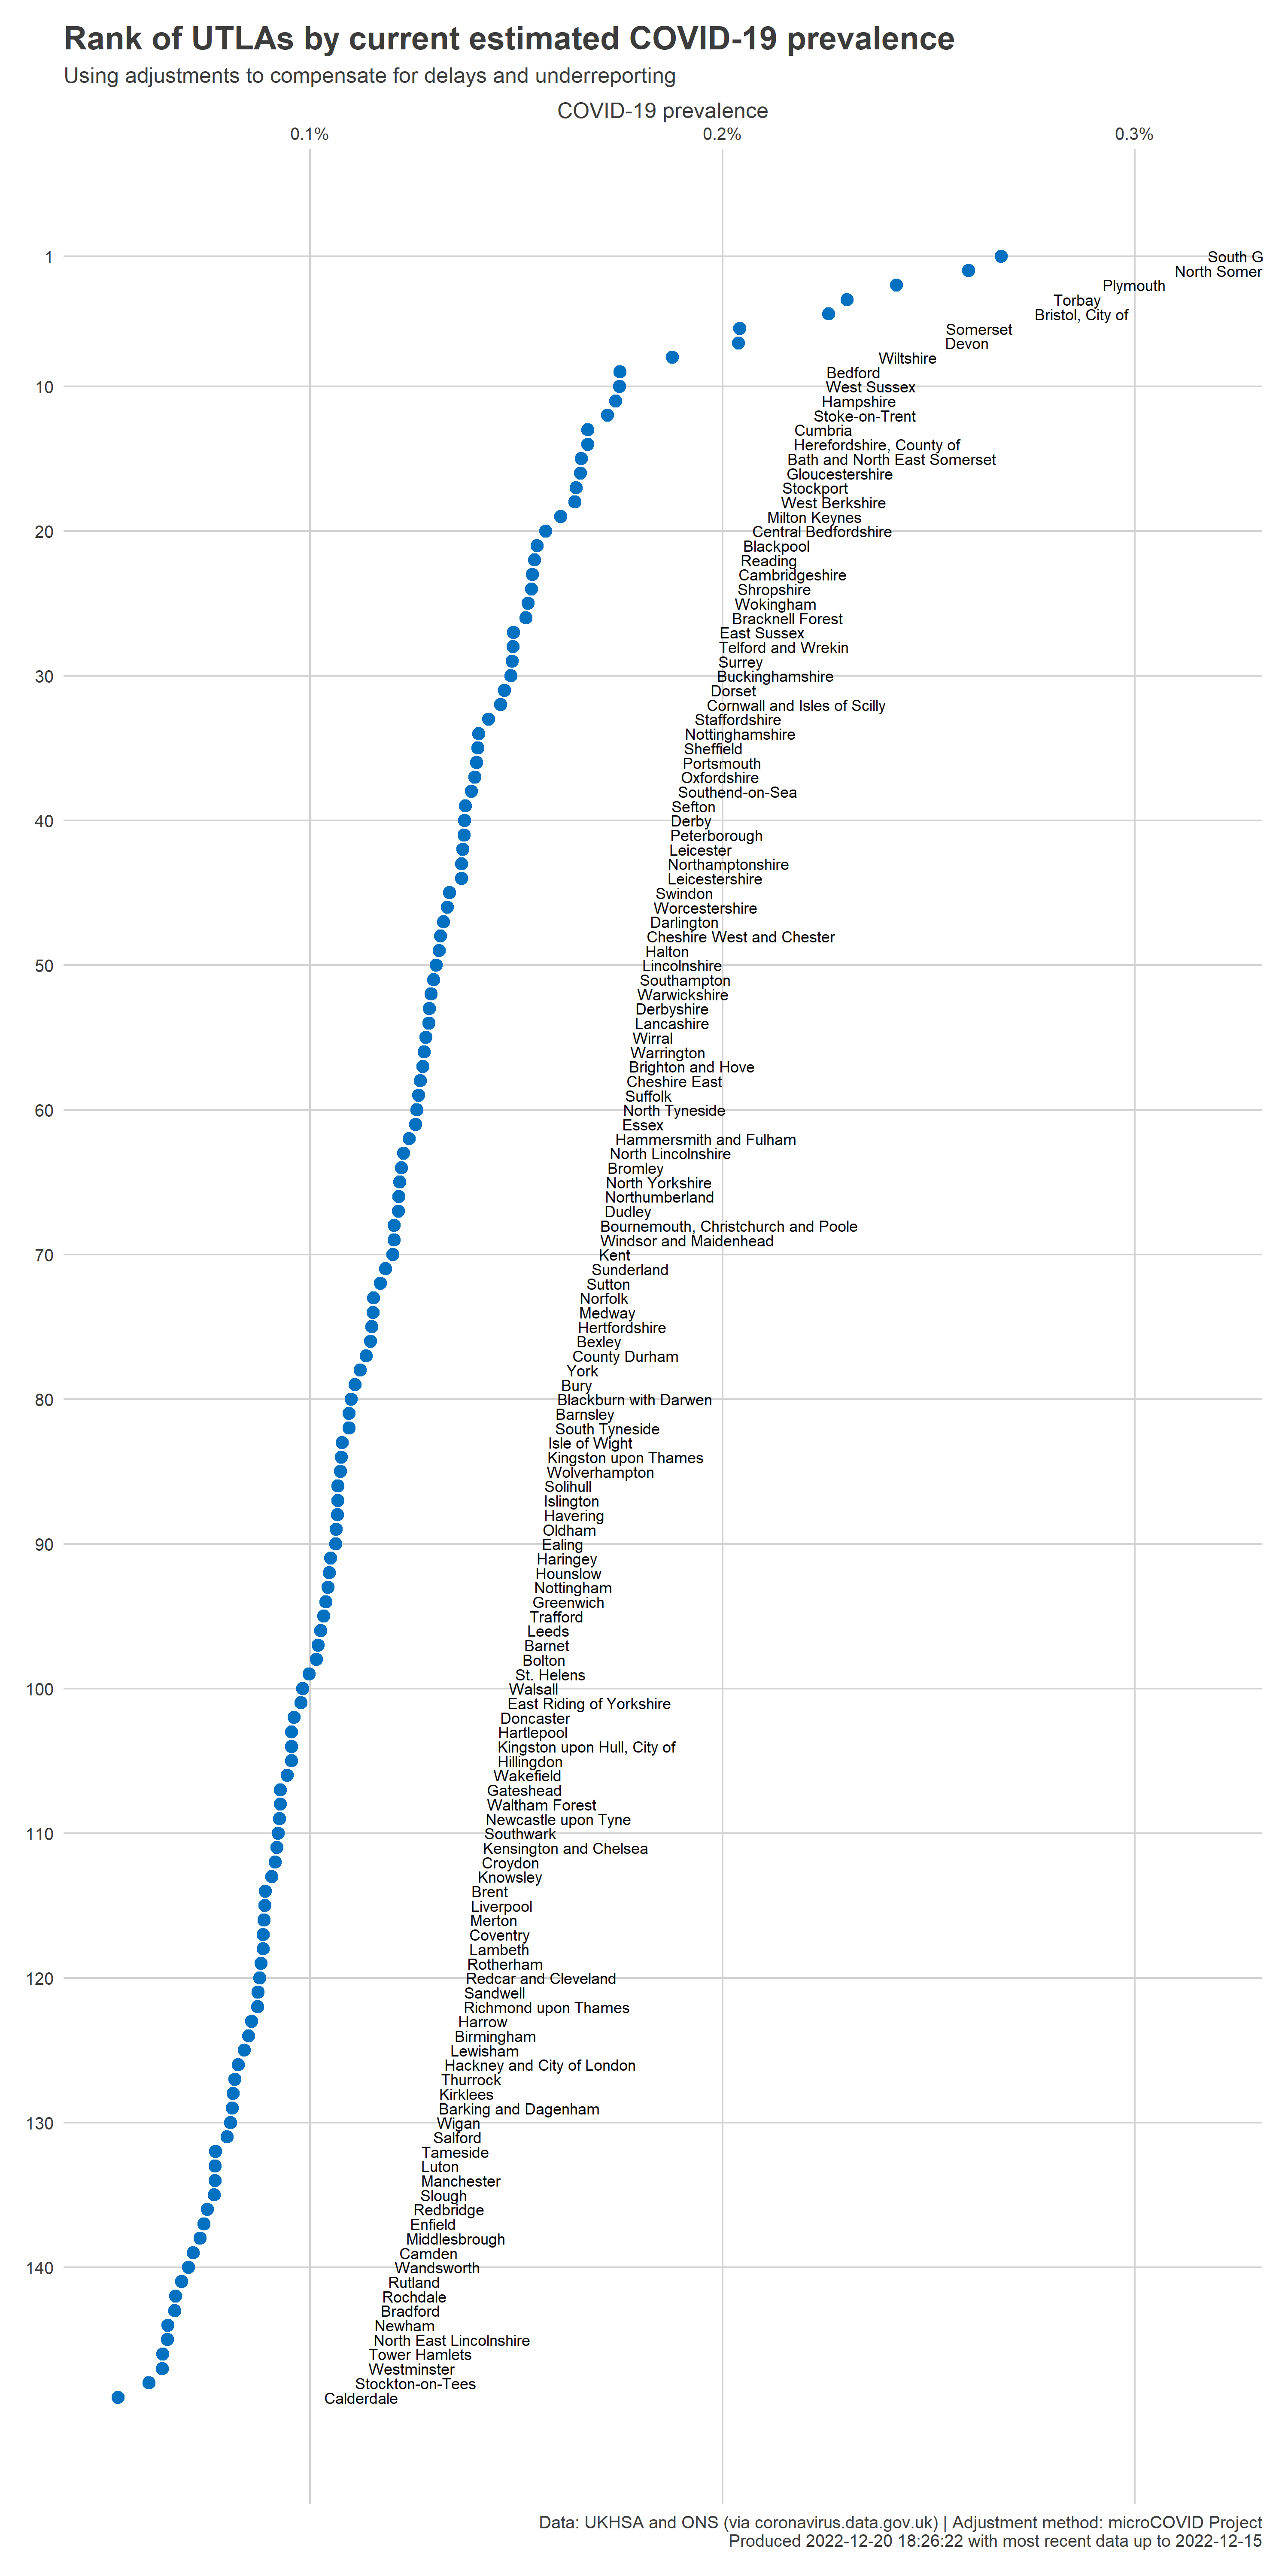 Rank of UTLAs by current estimated COVID-19 prevalence
Using adjustments to compensate for delays and underreporting
COVID-19 prevalence
0.1% 0.2% 0.3%
1 South G
North Somer
Plymouth
Torbay
Bristol, City of
Somerset
Devon
Wiltshire
Bedford
10 West Sussex
Hampshire
Stoke-on-Trent
Cumbria
Herefordshire, County of
Bath and North East Somerset
Gloucestershire
Stockport
West Berkshire
Milton Keynes
20 Central Bedfordshire
Blackpool
Reading
Cambridgeshire
Shropshire
Wokingham
Bracknell Forest
East Sussex
Telford and Wrekin
Surrey
30 Buckinghamshire
Dorset
Cornwall and Isles of Scilly
Staffordshire
Nottinghamshire
Sheffield
Portsmouth
Oxfordshire
Southend-on-Sea
Sefton
40 Derby
Peterborough
Leicester
Northamptonshire
Leicestershire
Swindon
Worcestershire
Darlington
Cheshire West and Chester
Halton
50 Lincolnshire
Southampton
Warwickshire
Derbyshire
Lancashire
Wirral
Warrington
Brighton and Hove
Cheshire East
Suffolk
60 North Tyneside
Essex
Hammersmith and Fulham
North Lincolnshire
Bromley
North Yorkshire
Northumberland
Dudley
Bournemouth, Christchurch and Poole
Windsor and Maidenhead
70 Kent
Sunderland
Sutton
Norfolk
Medway
Hertfordshire
Bexley
County Durham
York
Bury
80 Blackburn with Darwen
Barnsley
South Tyneside
Isle of Wight
Kingston upon Thames
Wolverhampton
Solihull
Islington
Havering
Oldham
90 Ealing
Haringey
Hounslow
Nottingham
Greenwich
Trafford
Leeds
Barnet
Bolton
St. Helens
100 Walsall
East Riding of Yorkshire
Doncaster
Hartlepool
Kingston upon Hull, City of
Hillingdon
Wakefield
Gateshead
Waltham Forest
Newcastle upon Tyne
110 Southwark
Kensington and Chelsea
Croydon
Knowsley
Brent
Liverpool
Merton
Coventry
Lambeth
Rotherham
120 Redcar and Cleveland
Sandwell
Richmond upon Thames
Harrow
Birmingham
Lewisham
Hackney and City of London
Thurrock
Kirklees
Barking and Dagenham
130 Wigan
Salford
Tameside
Luton
Manchester
Slough
Redbridge
Enfield
Middlesbrough
Camden
140 Wandsworth
Rutland
Rochdale
Bradford
Newham
North East Lincolnshire
Tower Hamlets
Westminster
Stockton-on-Tees
Calderdale
Data: UKHSA and ONS (via coronavirus.data.gov.uk) | Adjustment method: microCOVID Project
Produced 2022-12-20 18:26:22 with most recent data up to 2022-12-15